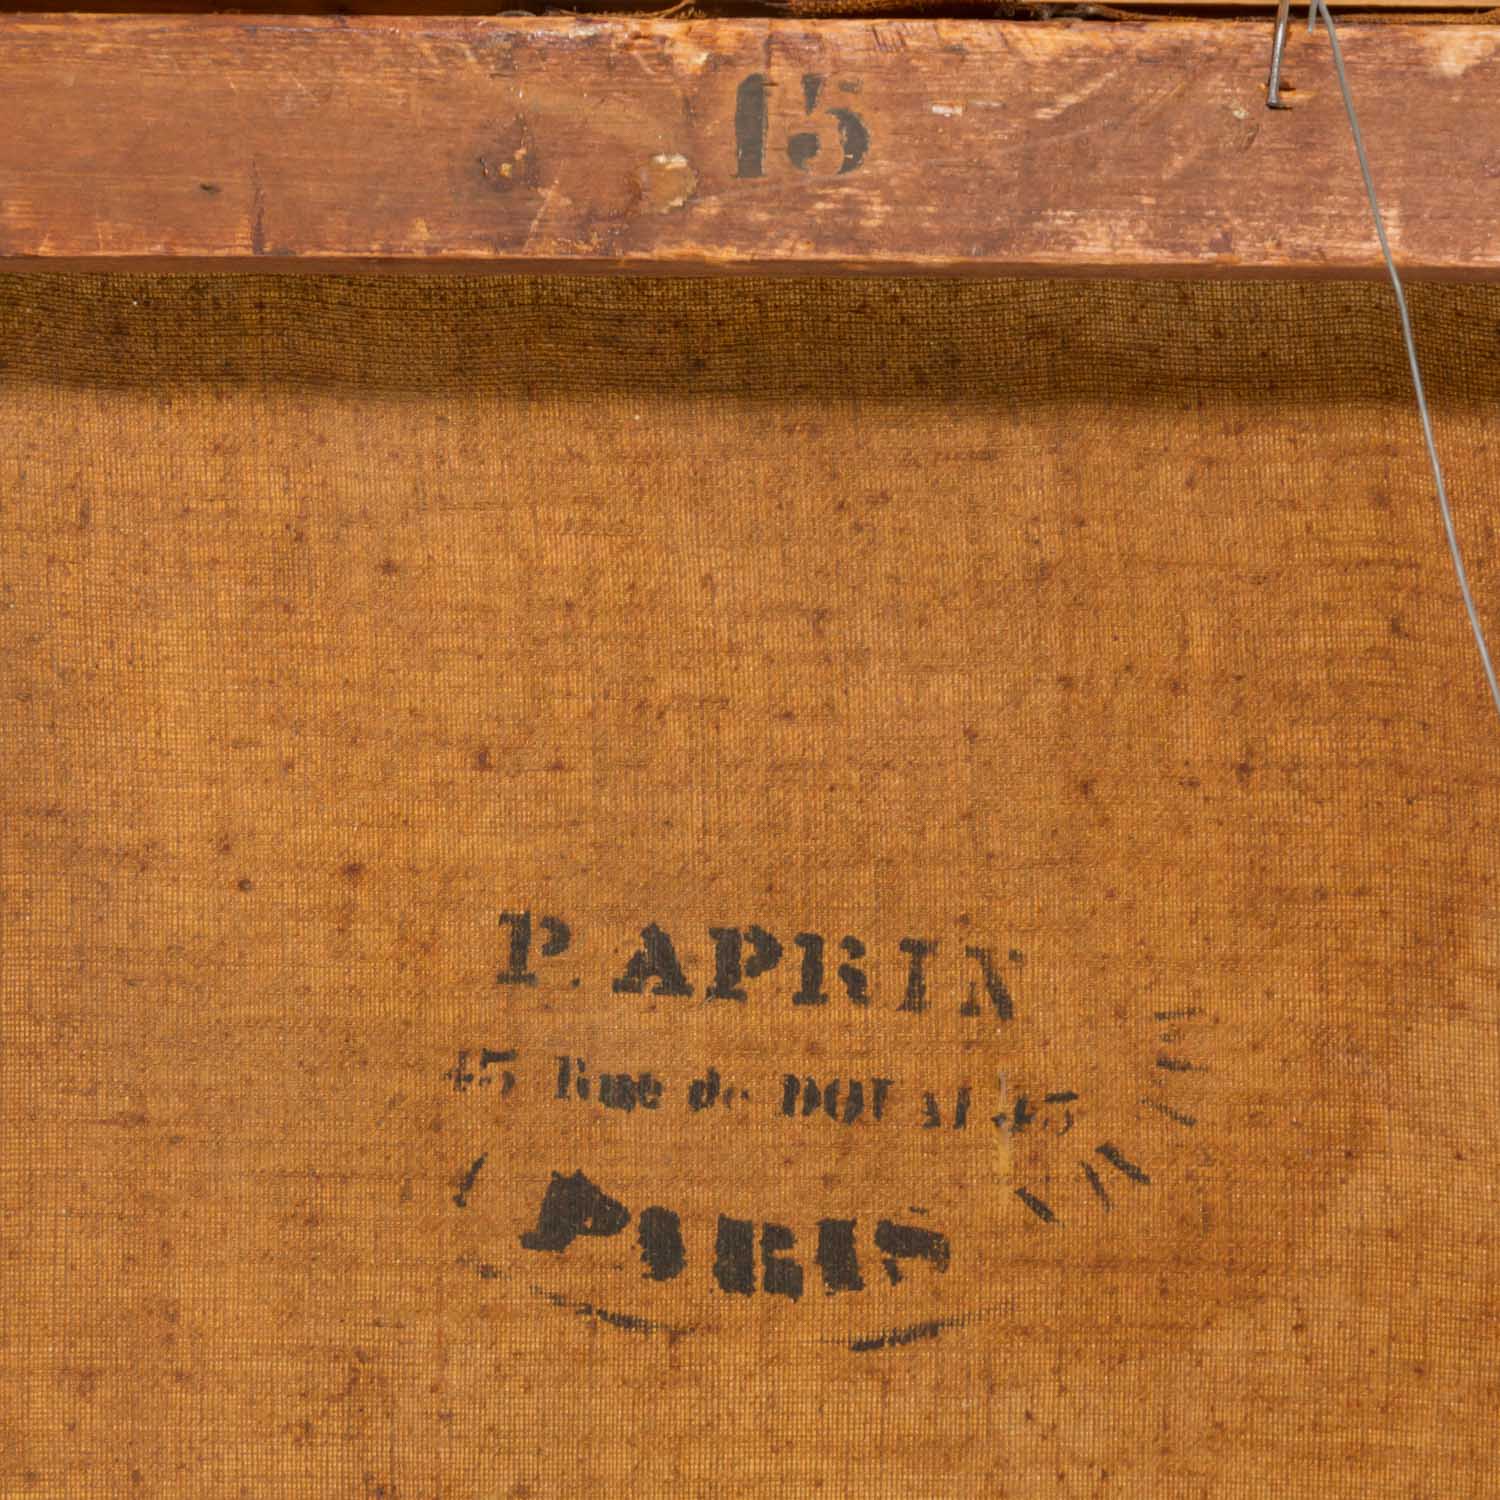 15
P. APRIN
45 Rue de DOUAI 45
PARIS